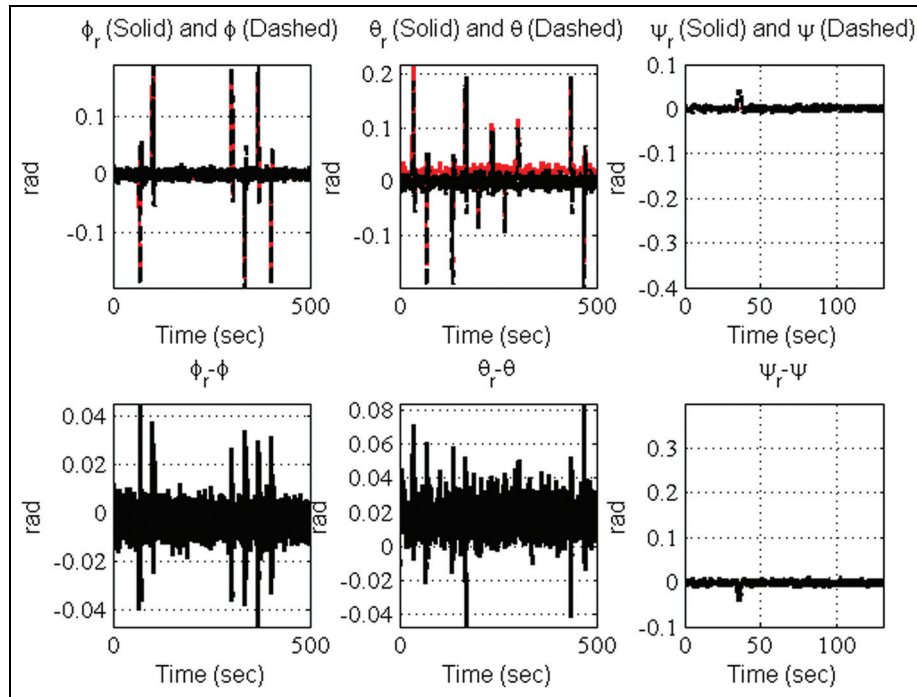 ϕr (Solid) and ϕ (Dashed)
0.1
0
-0.1
rad
0 500
Time (sec)
θr (Solid) and θ (Dashed)
0.2
0.1
0
-0.1
rad
0 500
Time (sec)
ψr (Solid) and ψ (Dashed)
0.1
0
-0.1
-0.2
-0.3
-0.4
rad
0 50 100
Time (sec)
ϕr-ϕ
0.04
0.02
0
-0.02
-0.04
rad
0 500
Time (sec)
θr-θ
0.08
0.06
0.04
0.02
0
-0.02
-0.04
rad
0 500
Time (sec)
ψr-ψ
0.3
0.2
0.1
0
-0.1
rad
0 50 100
Time (sec)